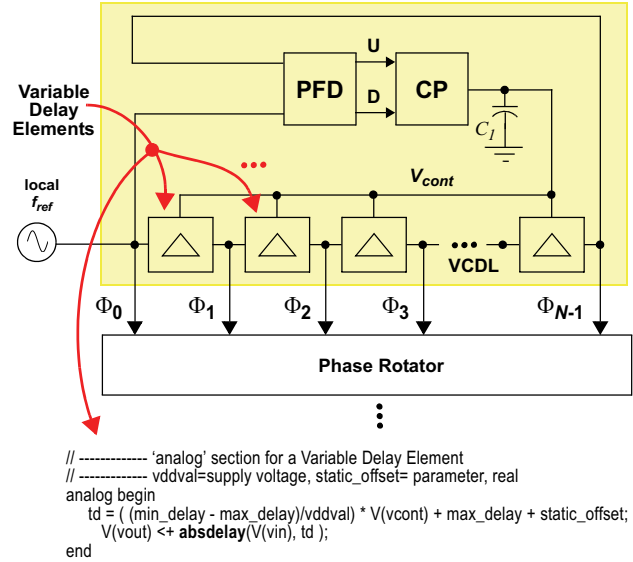 U
PFD
CP
D
Variable
Delay
Elements
C1
...
Vcont
local
fref
...
VCDL
Φ0
Φ1
Φ2
Φ3
ΦN-1
Phase Rotator
// ------------- 'analog' section for a Variable Delay Element
// ------------- vddval=supply voltage, static_offset= parameter, real
analog begin
td = ( (min_delay - max_delay)/vddval) * V(vcont) + max_delay + static_offset;
V(vout) <+ absdelay(V(vin), td );
end